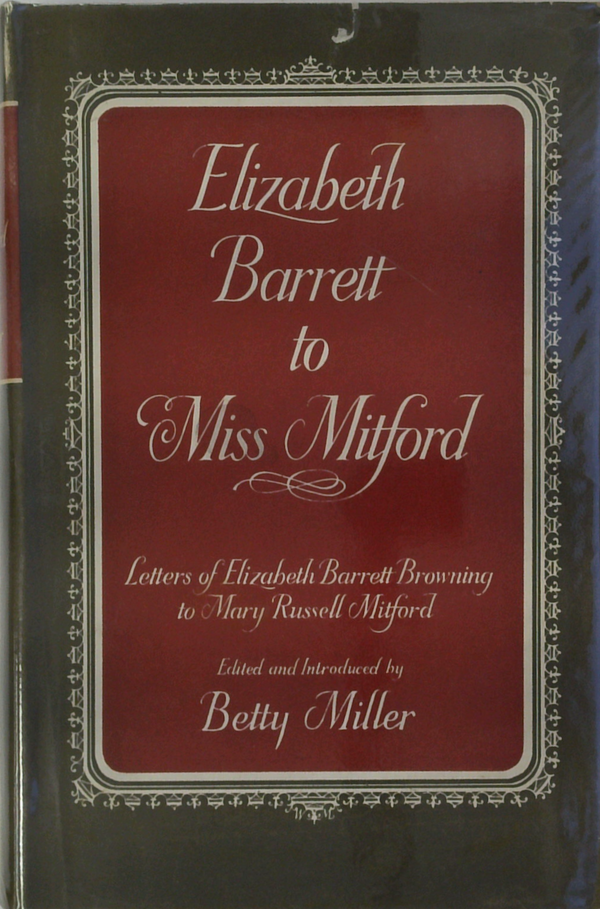 Elizabeth
Barrett
to
Miss Mitford
Letters of Elizabeth Barrett Browning
to Mary Russell Mitford
Edited and Introduced by
Betty Miller
W M